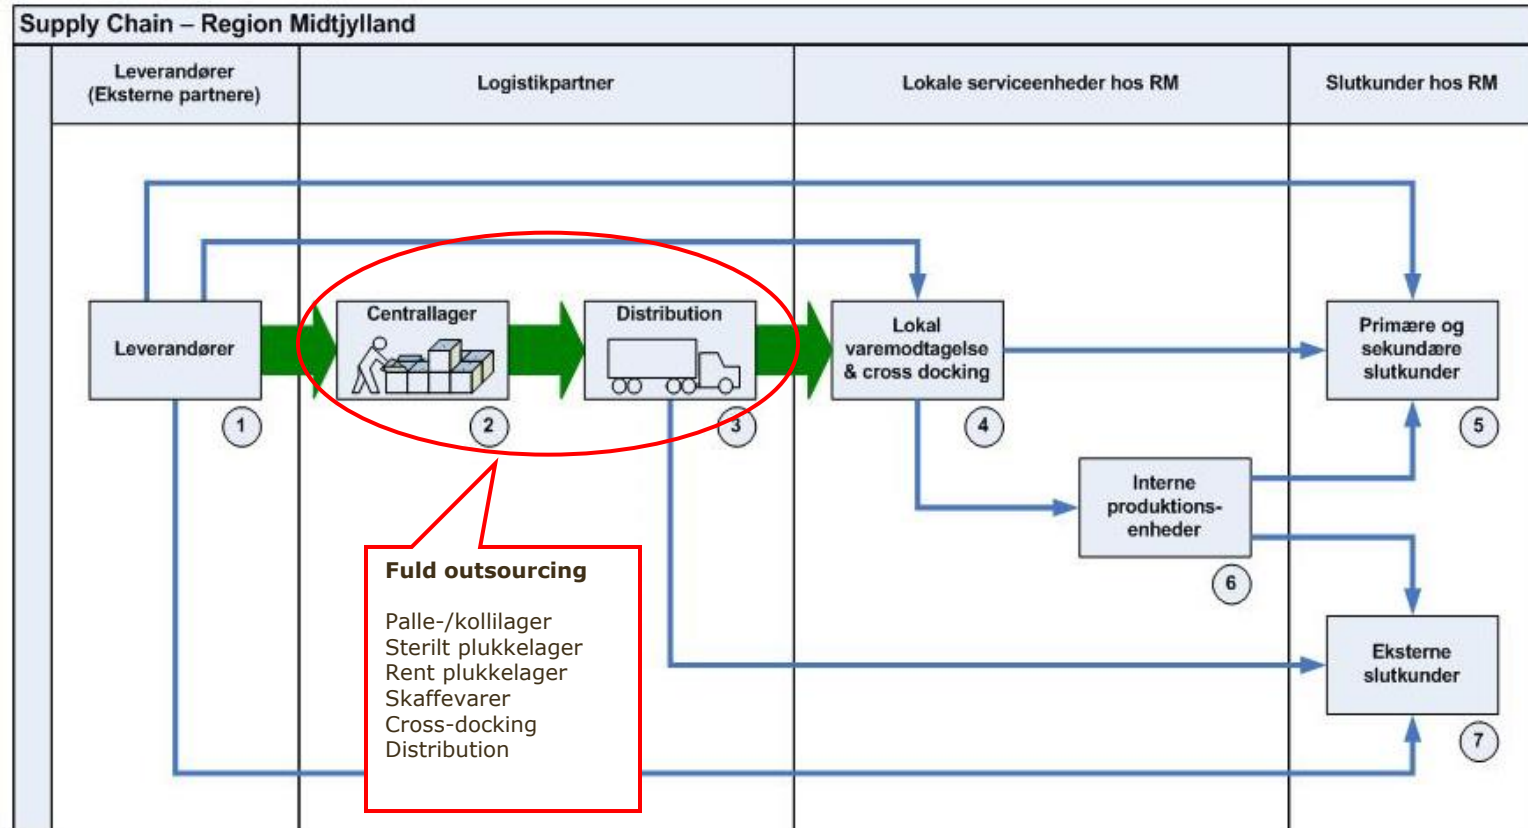 Supply Chain – Region Midtjylland
Leverandører
(Eksterne partnere)
Logistikpartner
Lokale serviceenheder hos RM
Slutkunder hos RM
Leverandører
1
Centrallager
2
Distribution
3
Lokal
varemodtagelse
& cross docking
4
Primære og
sekundære
slutkunder
5
Interne
produktions-
enheder
6
Eksterne
slutkunder
7
Fuld outsourcing
Palle-/kollilager
Sterilt plukkelager
Rent plukkelager
Skaffevarer
Cross-docking
Distribution